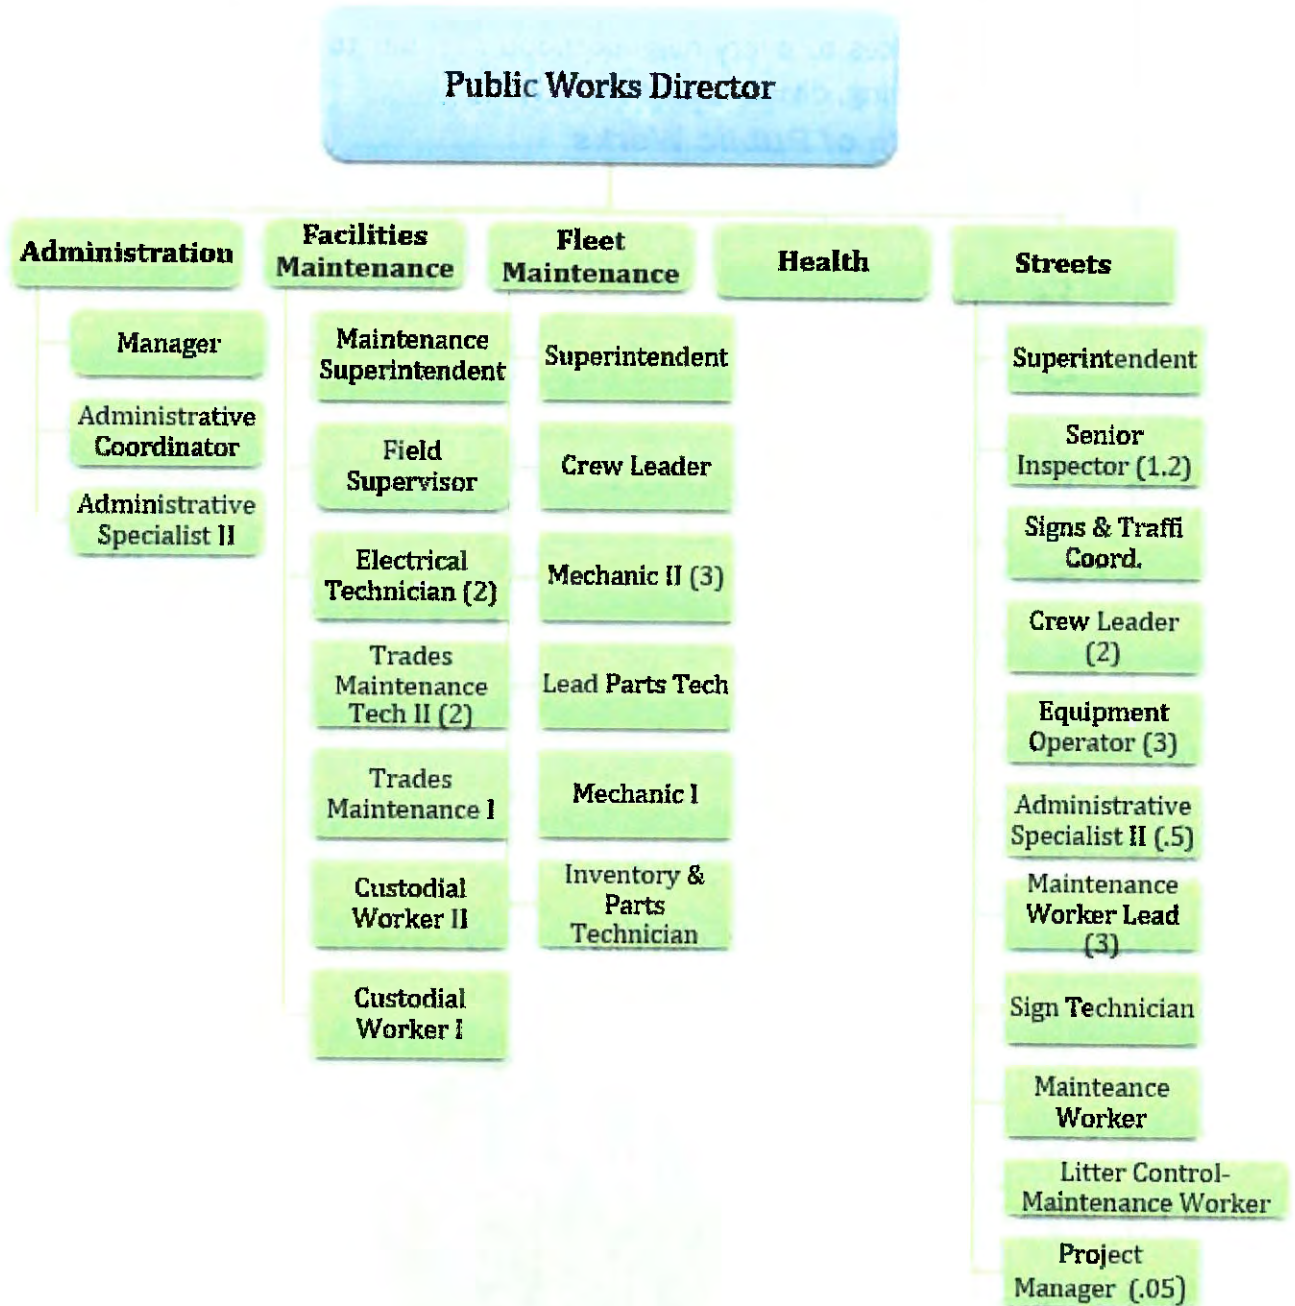 Public Works Director
Administration
Manager
Administrative
Coordinator
Administrative
Specialist II
Facilities
Maintenance
Maintenance
Superintendent
Field
Supervisor
Electrical
Technician (2)
Trades
Maintenance
Tech II (2)
Trades
Maintenance I
Custodial
Worker II
Custodial
Worker I
Fleet
Maintenance
Superintendent
Crew Leader
Mechanic II (3)
Lead Parts Tech
Mechanic I
Inventory &
Parts
Technician
Health
Streets
Superintendent
Senior
Inspector (1.2)
Signs & Traffi
Coord.
Crew Leader
(2)
Equipment
Operator (3)
Administrative
Specialist II (.5)
Maintenance
Worker Lead
(3)
Sign Technician
Mainteance
Worker
Litter Control-
Maintenance Worker
Project
Manager (.05)